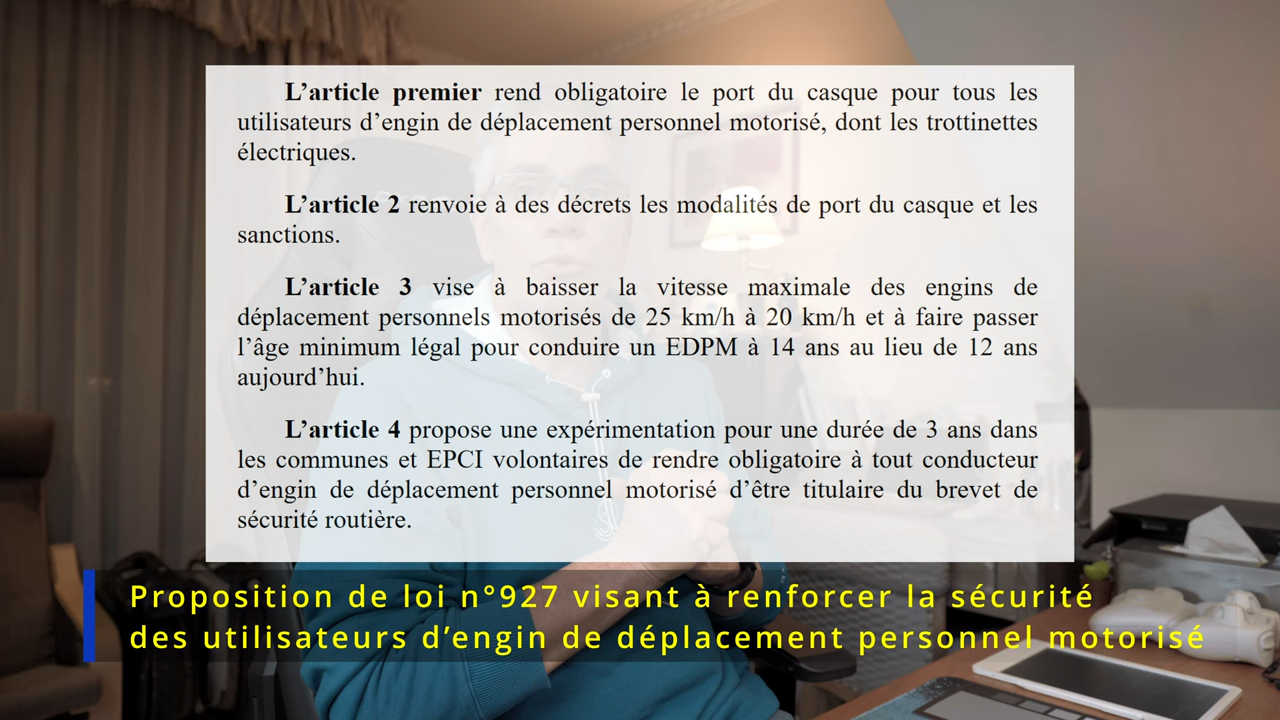 L’article premier rend obligatoire le port du casque pour tous les
utilisateurs d’engin de déplacement personnel motorisé, dont les trottinettes
électriques.
L’article 2 renvoie à des décrets les modalités de port du casque et les
sanctions.
L’article 3 vise à baisser la vitesse maximale des engins de
déplacement personnels motorisés de 25 km/h à 20 km/h et à faire passer
l’âge minimum légal pour conduire un EDPM à 14 ans au lieu de 12 ans
aujourd’hui.
L’article 4 propose une expérimentation pour une durée de 3 ans dans
les communes et EPCI volontaires de rendre obligatoire à tout conducteur
d’engin de déplacement personnel motorisé d’être titulaire du brevet de
sécurité routière.
Proposition de loi n°927 visant à renforcer la sécurité
des utilisateurs d’engin de déplacement personnel motorisé